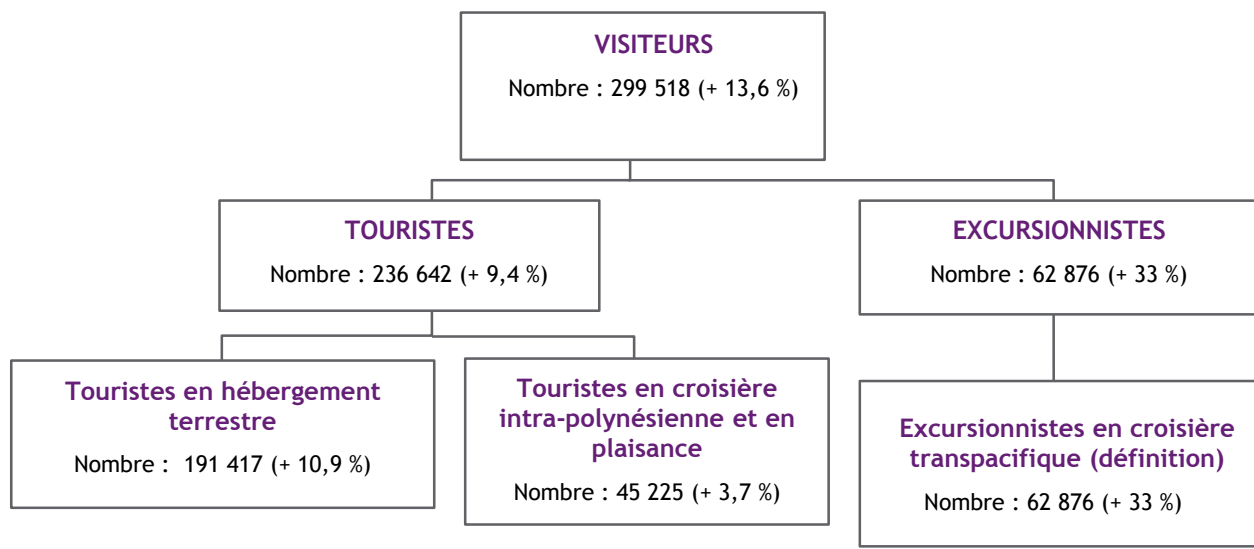 VISITEURS
Nombre : 299 518 (+ 13,6 %)
TOURISTES
Nombre : 236 642 (+ 9,4 %)
EXCURSIONNISTES
Nombre : 62 876 (+ 33 %)
Touristes en hébergement
terrestre
Nombre : 191 417 (+ 10,9 %)
Touristes en croisière
intra-polynésienne et en
plaisance
Nombre : 45 225 (+ 3,7 %)
Excursionnistes en croisière
transpacifique (définition)
Nombre : 62 876 (+ 33 %)